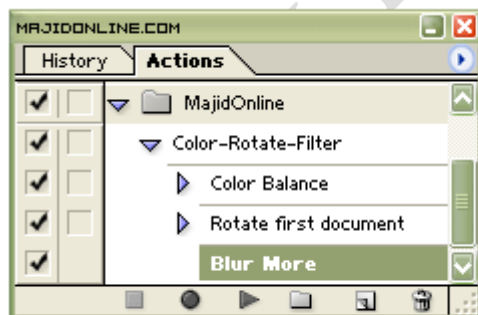 MAJIDONLINE.COM
History Actions
MajidOnline
Color-Rotate-Filter
Color Balance
Rotate first document
Blur More